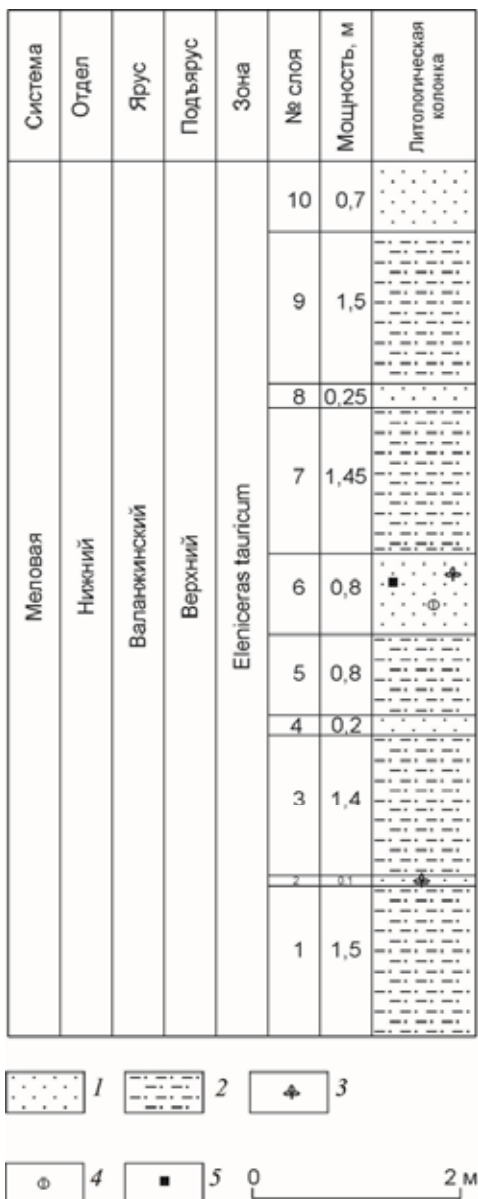 Система
Отдел
Ярус
Подъярус
Зона
№ слоя
Мощность, м
Литологическая
колонка
Меловая
Нижний
Валанжинский
Верхний
Eleniceras tauricum
10 0,7
9 1,5
8 0,25
7 1,45
6 0,8
5 0,8
4 0,2
3 1,4
2 0,1
1 1,5
1 2 3
4 5 0 2 м